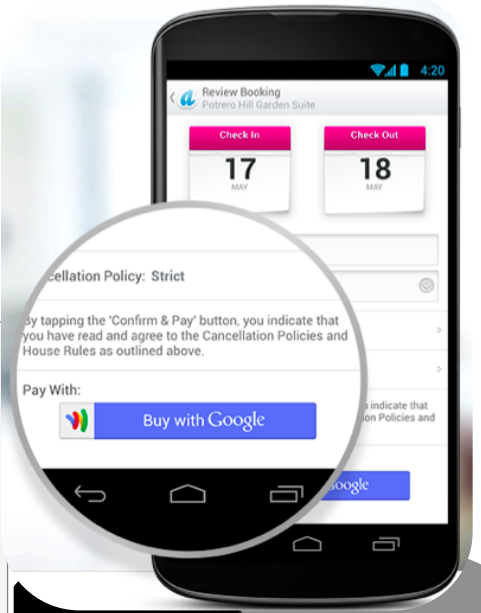 4:20
Review Booking
Potrero Hill Garden Suite
Check In
Check Out
17
18
MAY
MAY
cellation Policy: Strict
By tapping the 'Confirm & Pay' button, you indicate that
you have read and agree to the Cancellation Policies and
House Rules as outlined above.
Pay With:
Buy with Google
indicate that
Policies and
oogle